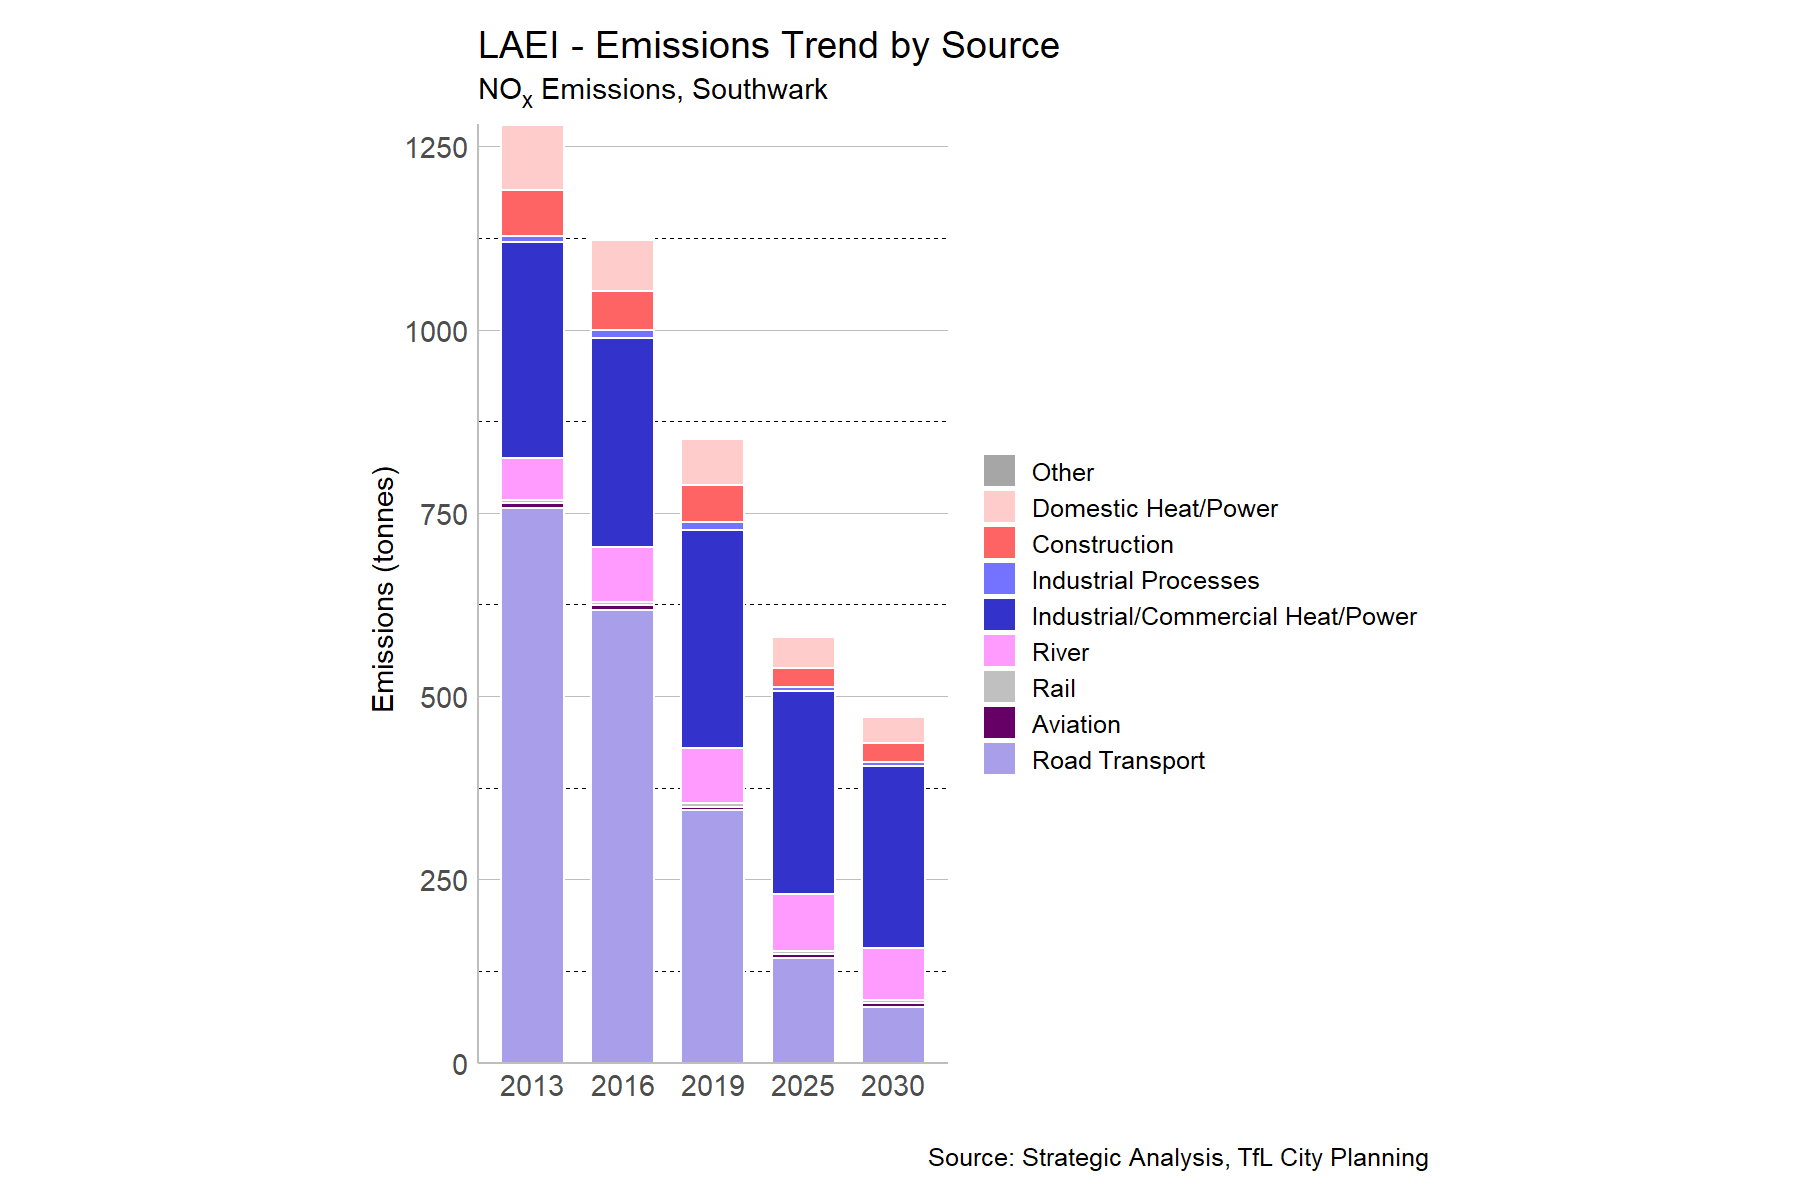 LAEI - Emissions Trend by Source
NOx Emissions, Southwark
1250
1000
750
500
250
0
Emissions (tonnes)
2013 2016 2019 2025 2030
Other
Domestic Heat/Power
Construction
Industrial Processes
Industrial/Commercial Heat/Power
River
Rail
Aviation
Road Transport
Source: Strategic Analysis, TfL City Planning